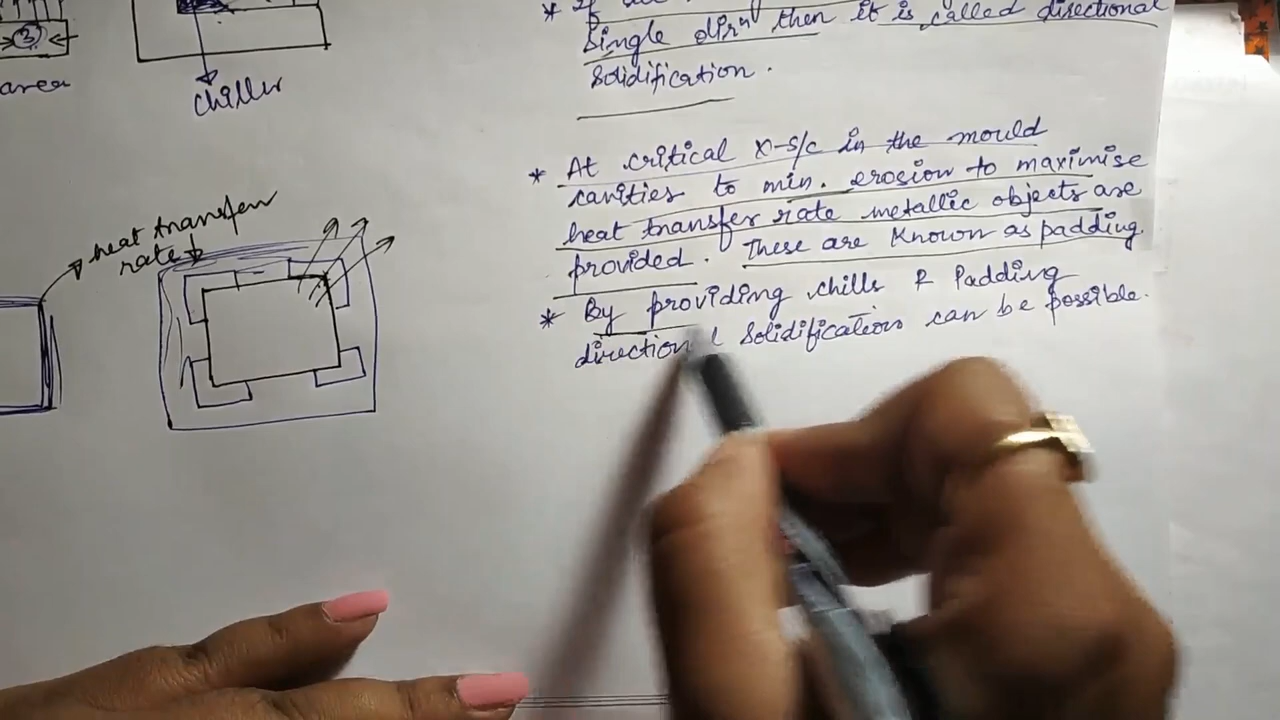 3
area
chiller
heat transfer
rate ↓
single dirⁿ then it is called directional
solidification.
* At critical x-s/c in the mould
cavities to min. erosion to maximise
heat transfer rate metallic objects are
provided. These are known as padding.
* By providing chills & Padding
directional solidification can be possible.